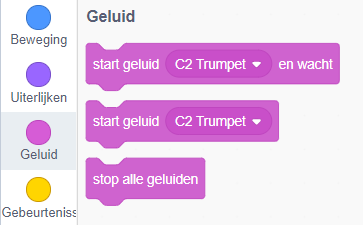 Beweging
Uiterlijken
Geluid
Gebeurteniss
Geluid
start geluid C2 Trumpet en wacht
start geluid C2 Trumpet
stop alle geluiden